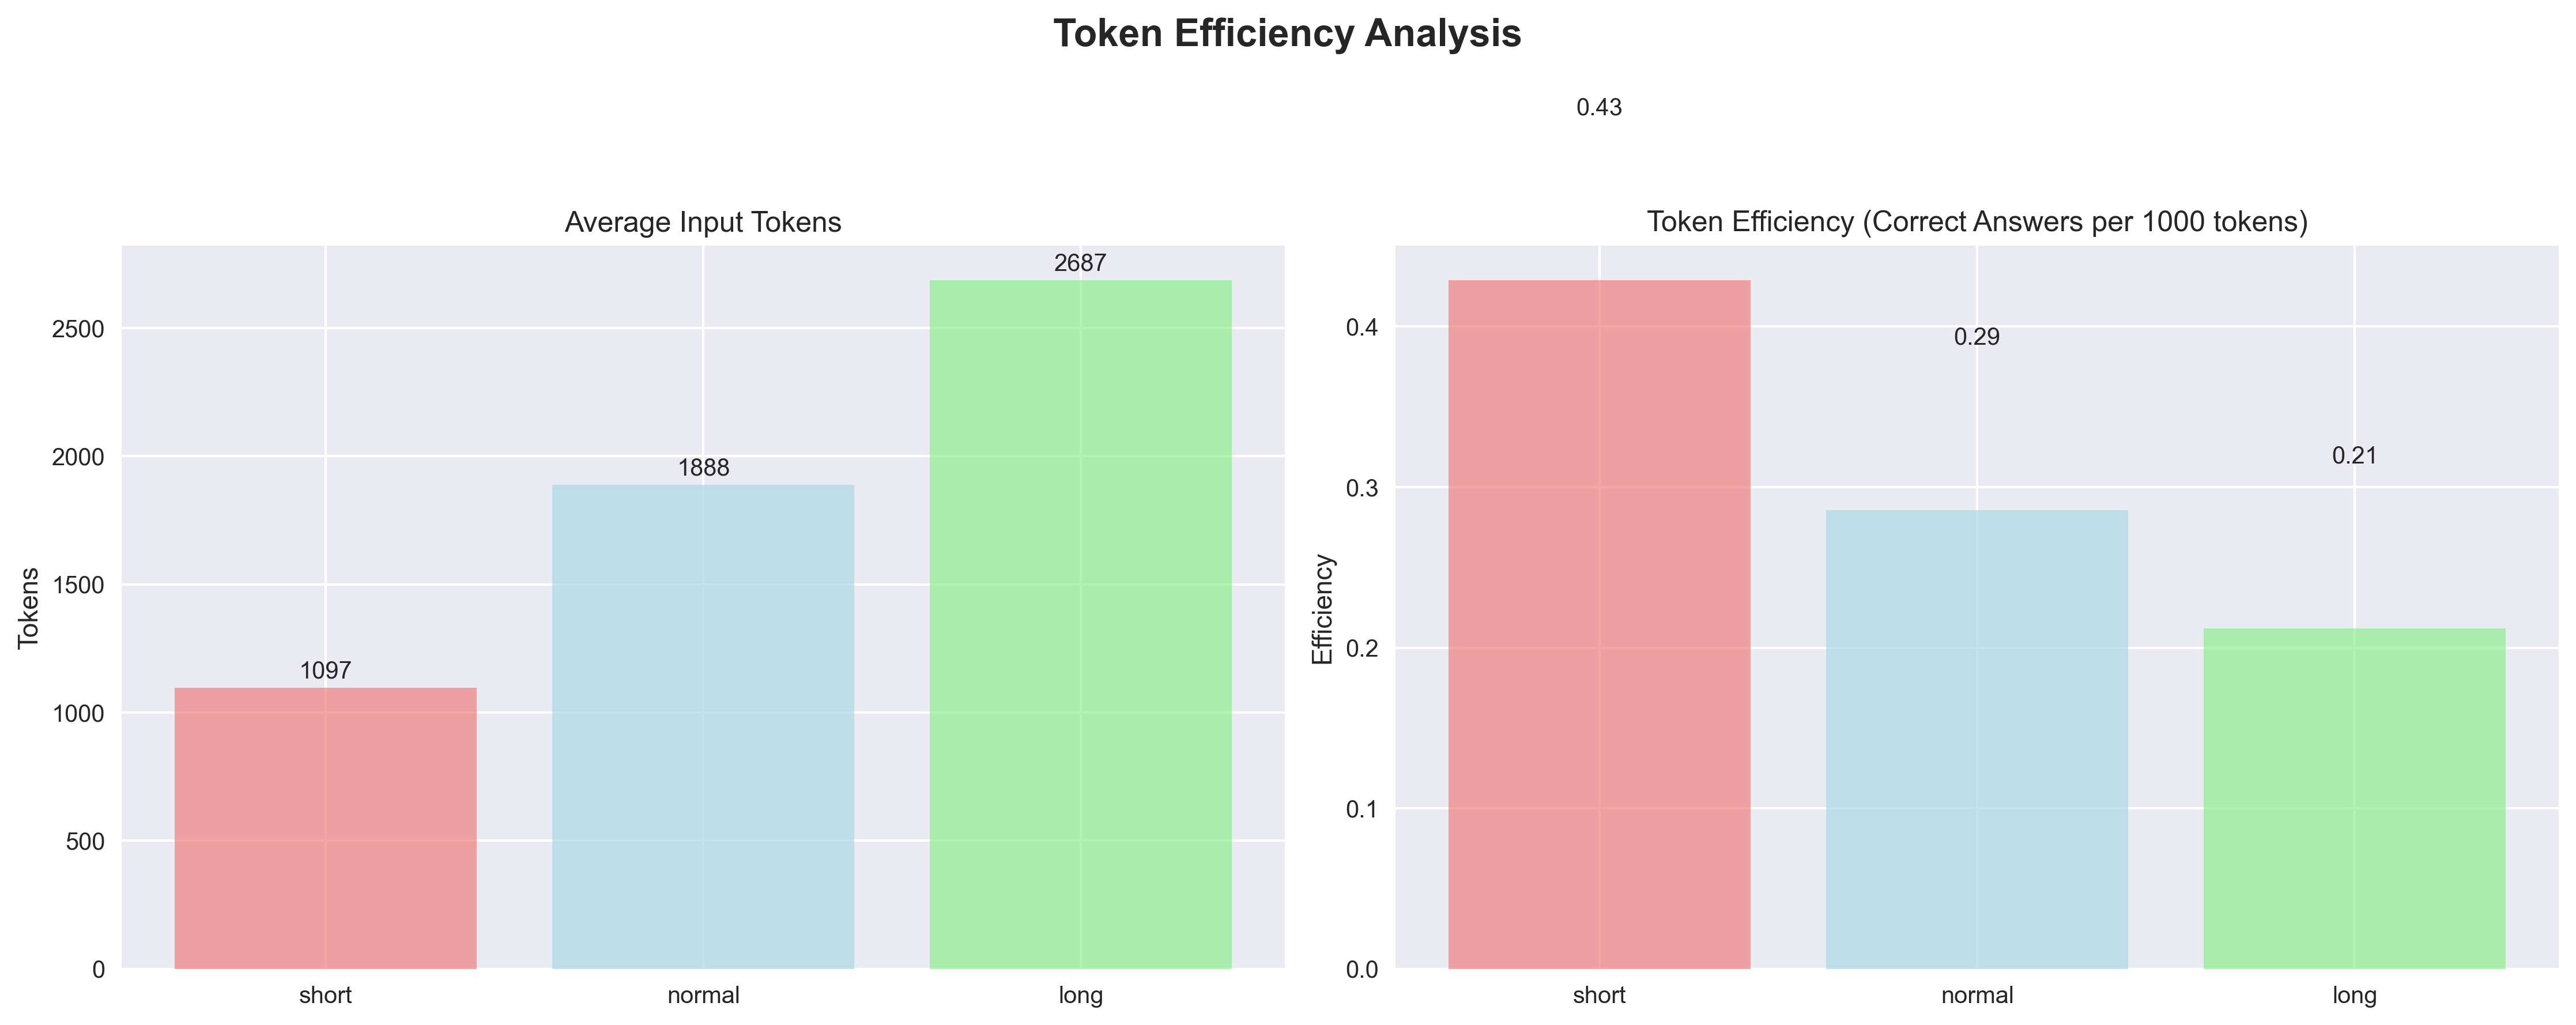 Token Efficiency Analysis
Average Input Tokens
Tokens
2500
2000
1500
1000
500
0
1097
1888
2687
short
normal
long
Token Efficiency (Correct Answers per 1000 tokens)
Efficiency
0.4
0.3
0.2
0.1
0.0
0.43
0.29
0.21
short
normal
long